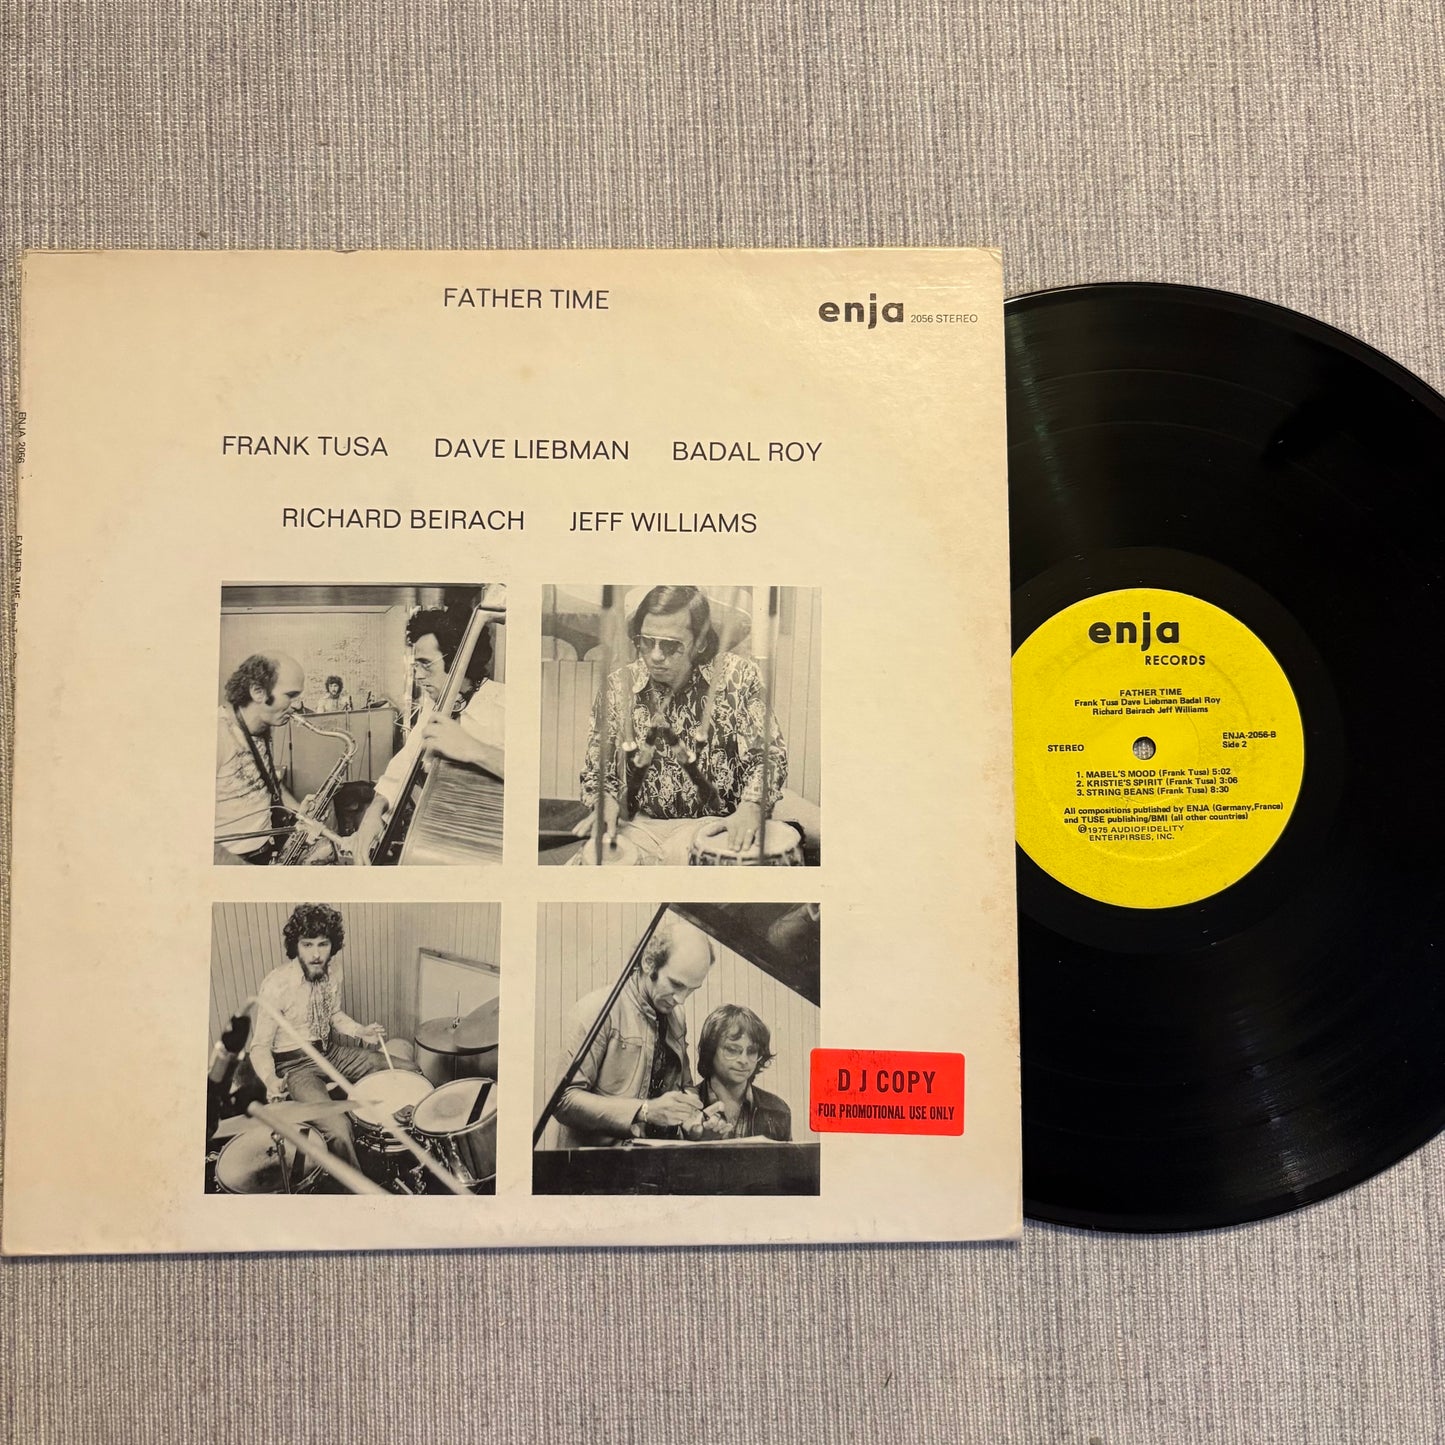 FATHER TIME
enja 2056 STEREO
FRANK TUSA DAVE LIEBMAN BADAL ROY
RICHARD BEIRACH JEFF WILLIAMS
ENJA 2056
FATHER TIME
D J COPY
FOR PROMOTIONAL USE ONLY
enja
RECORDS
FATHER TIME
Frank Tusa Dave Liebman Badal Roy
Richard Beirach Jeff Williams
STEREO
ENJA-2056-B
Side 2
1. MABEL'S MOOD (Frank Tusa) 5:02
2. KRISTIE'S SPIRIT (Frank Tusa) 3:06
3. STRING BEANS (Frank Tusa) 8:30
All compositions published by ENJA (Germany,France)
and TUSE publishing/BMI (all other countries)
Ⓟ1975 AUDIOFIDELITY
ENTERPIRSES, INC.